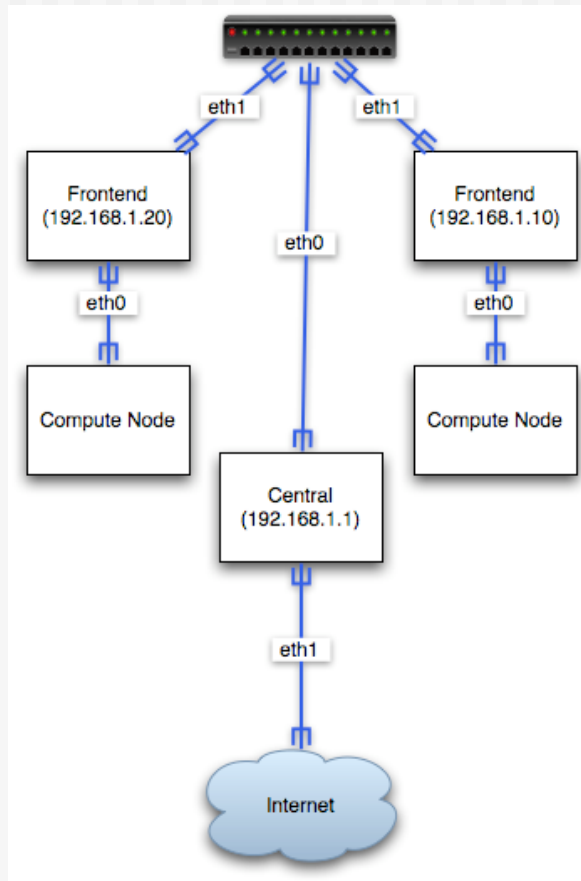 eth1
eth1
Frontend
(192.168.1.20)
Frontend
(192.168.1.10)
eth0
eth0
eth0
Compute Node
Compute Node
Central
(192.168.1.1)
eth1
Internet